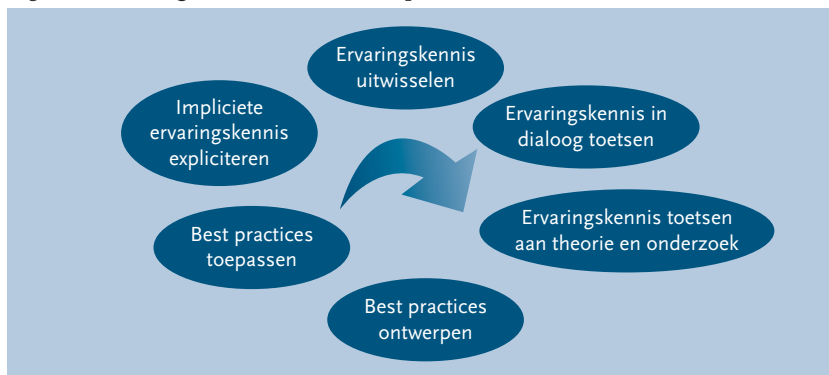 Ervaringskennis
uitwisselen
Impliciete
ervaringskennis
expliciteren
Ervaringskennis in
dialoog toetsen
Ervaringskennis toetsen
aan theorie en onderzoek
Best practices
toepassen
Best practices
ontwerpen